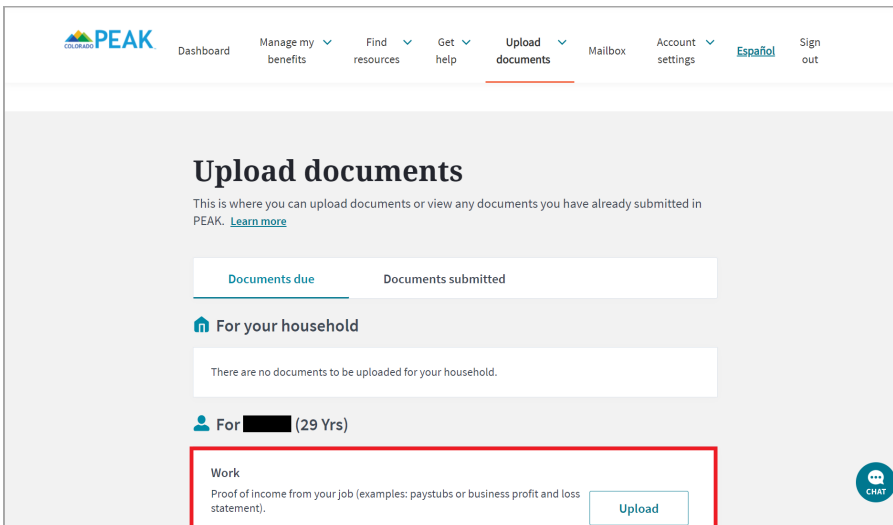 COLORADO PEAK
Dashboard
Manage my benefits
Find resources
Get help
Upload documents
Mailbox
Account settings
Español
Sign out
Upload documents
This is where you can upload documents or view any documents you have already submitted in
PEAK. Learn more
Documents due
Documents submitted
For your household
There are no documents to be uploaded for your household.
For (29 Yrs)
Work
Proof of income from your job (examples: paystubs or business profit and loss
statement).
Upload
CHAT